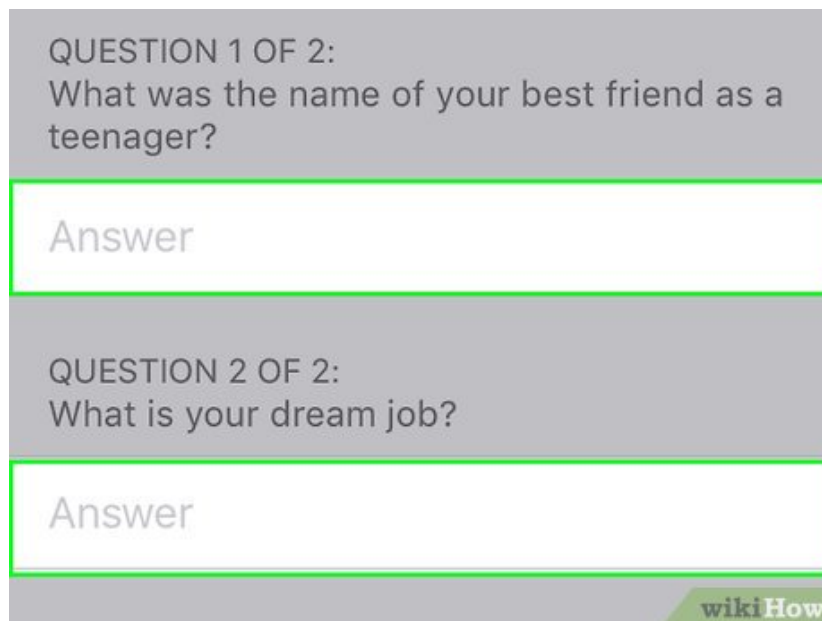 QUESTION 1 OF 2:
What was the name of your best friend as a
teenager?
Answer
QUESTION 2 OF 2:
What is your dream job?
Answer
wikiHow